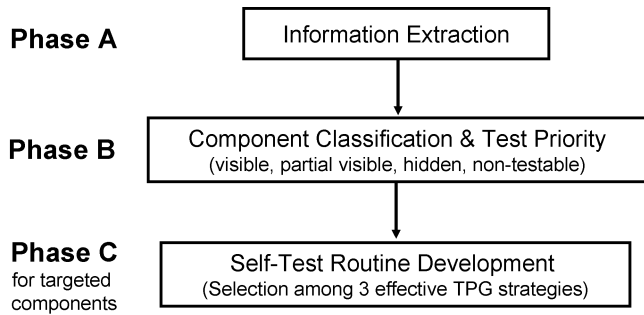 Phase A
Information Extraction
Phase B
Component Classification & Test Priority
(visible, partial visible, hidden, non-testable)
Phase C
for targeted
components
Self-Test Routine Development
(Selection among 3 effective TPG strategies)